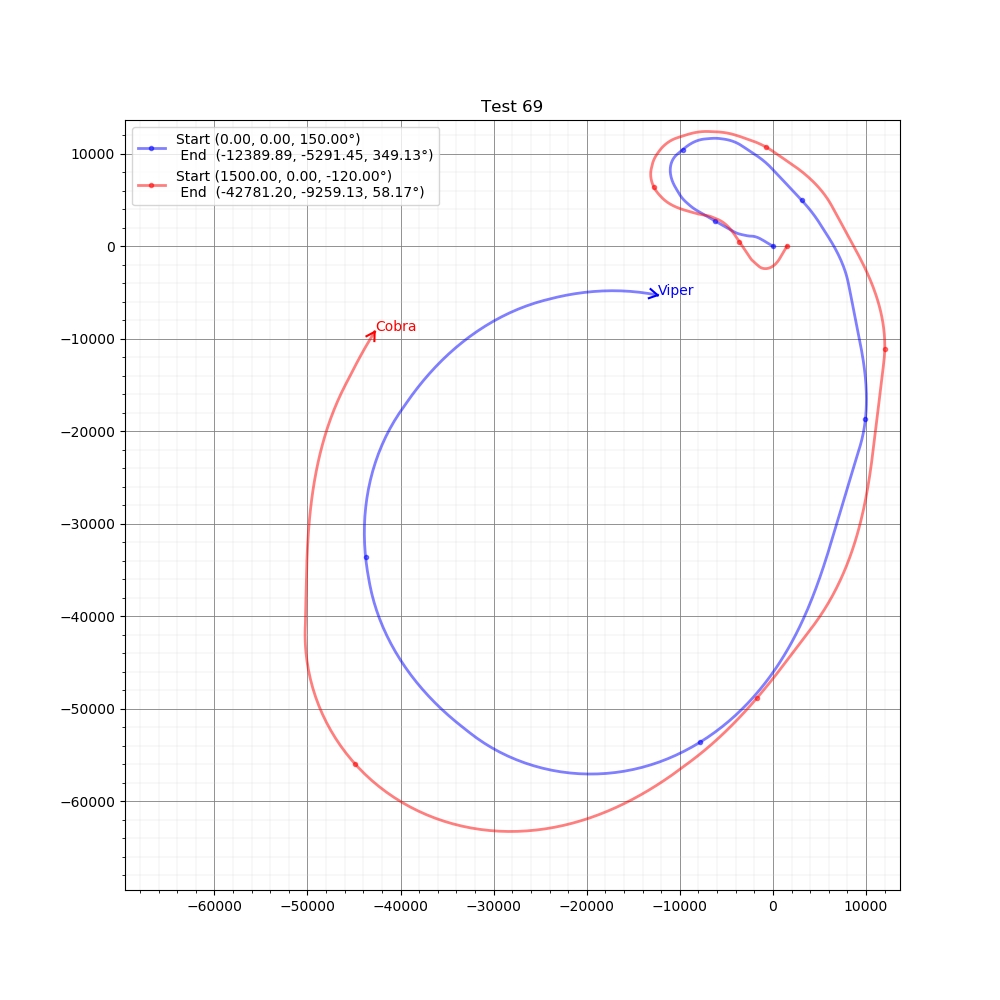 Test 69
Start (0.00, 0.00, 150.00°)
End  (-12389.89, -5291.45, 349.13°)
Start (1500.00, 0.00, -120.00°)
End  (-42781.20, -9259.13, 58.17°)
10000
0
−10000
−20000
−30000
−40000
−50000
−60000
Viper
Cobra
−60000
−50000
−40000
−30000
−20000
−10000
0
10000